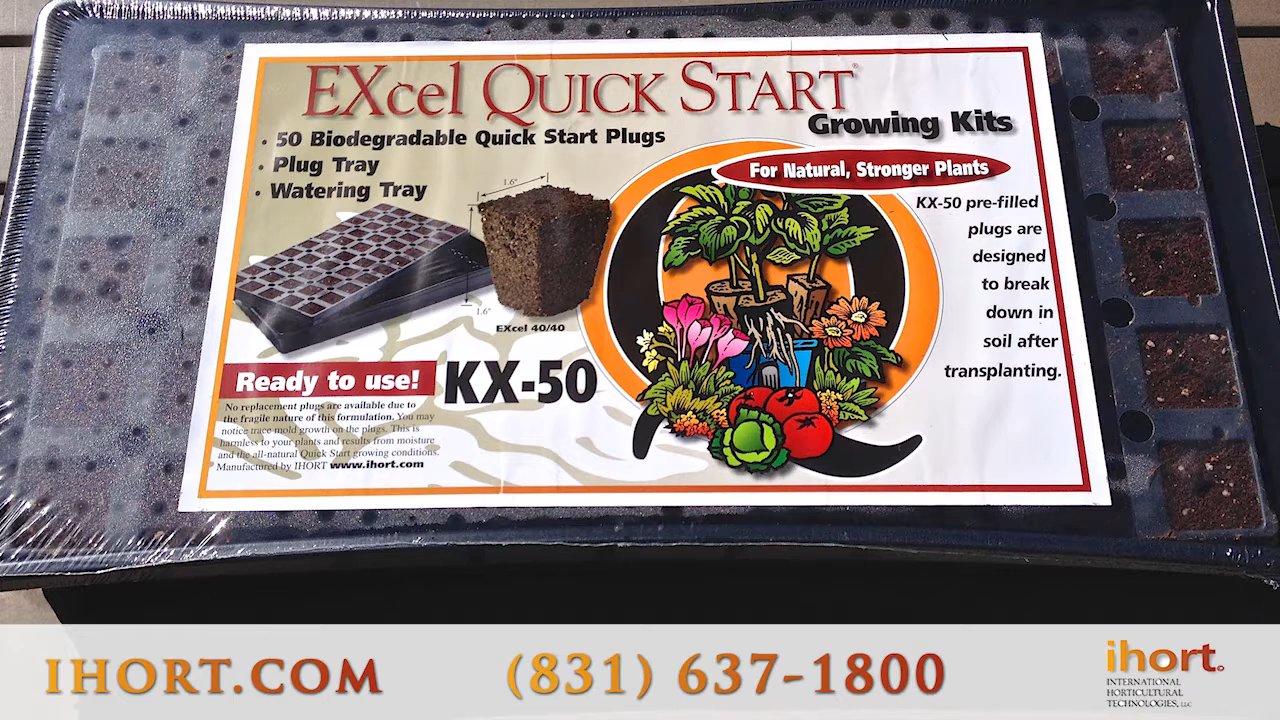 EXcel QUICK START®
Growing Kits
• 50 Biodegradable Quick Start Plugs
• Plug Tray
• Watering Tray
For Natural, Stronger Plants
KX-50 pre-filled
plugs are
designed
to break
down in
soil after
transplanting.
1.6"
1.6"
EXcel 40/40
Ready to use!
KX-50
No replacement plugs are available due to
the fragile nature of this formulation. You may
notice trace mold growth on the plugs. This is
harmless to your plants and results from moisture
and the all-natural Quick Start growing conditions.
Manufactured by IHORT www.ihort.com
IHORT.COM
(831) 637-1800
ihort.
INTERNATIONAL
HORTICULTURAL
TECHNOLOGIES, LLC